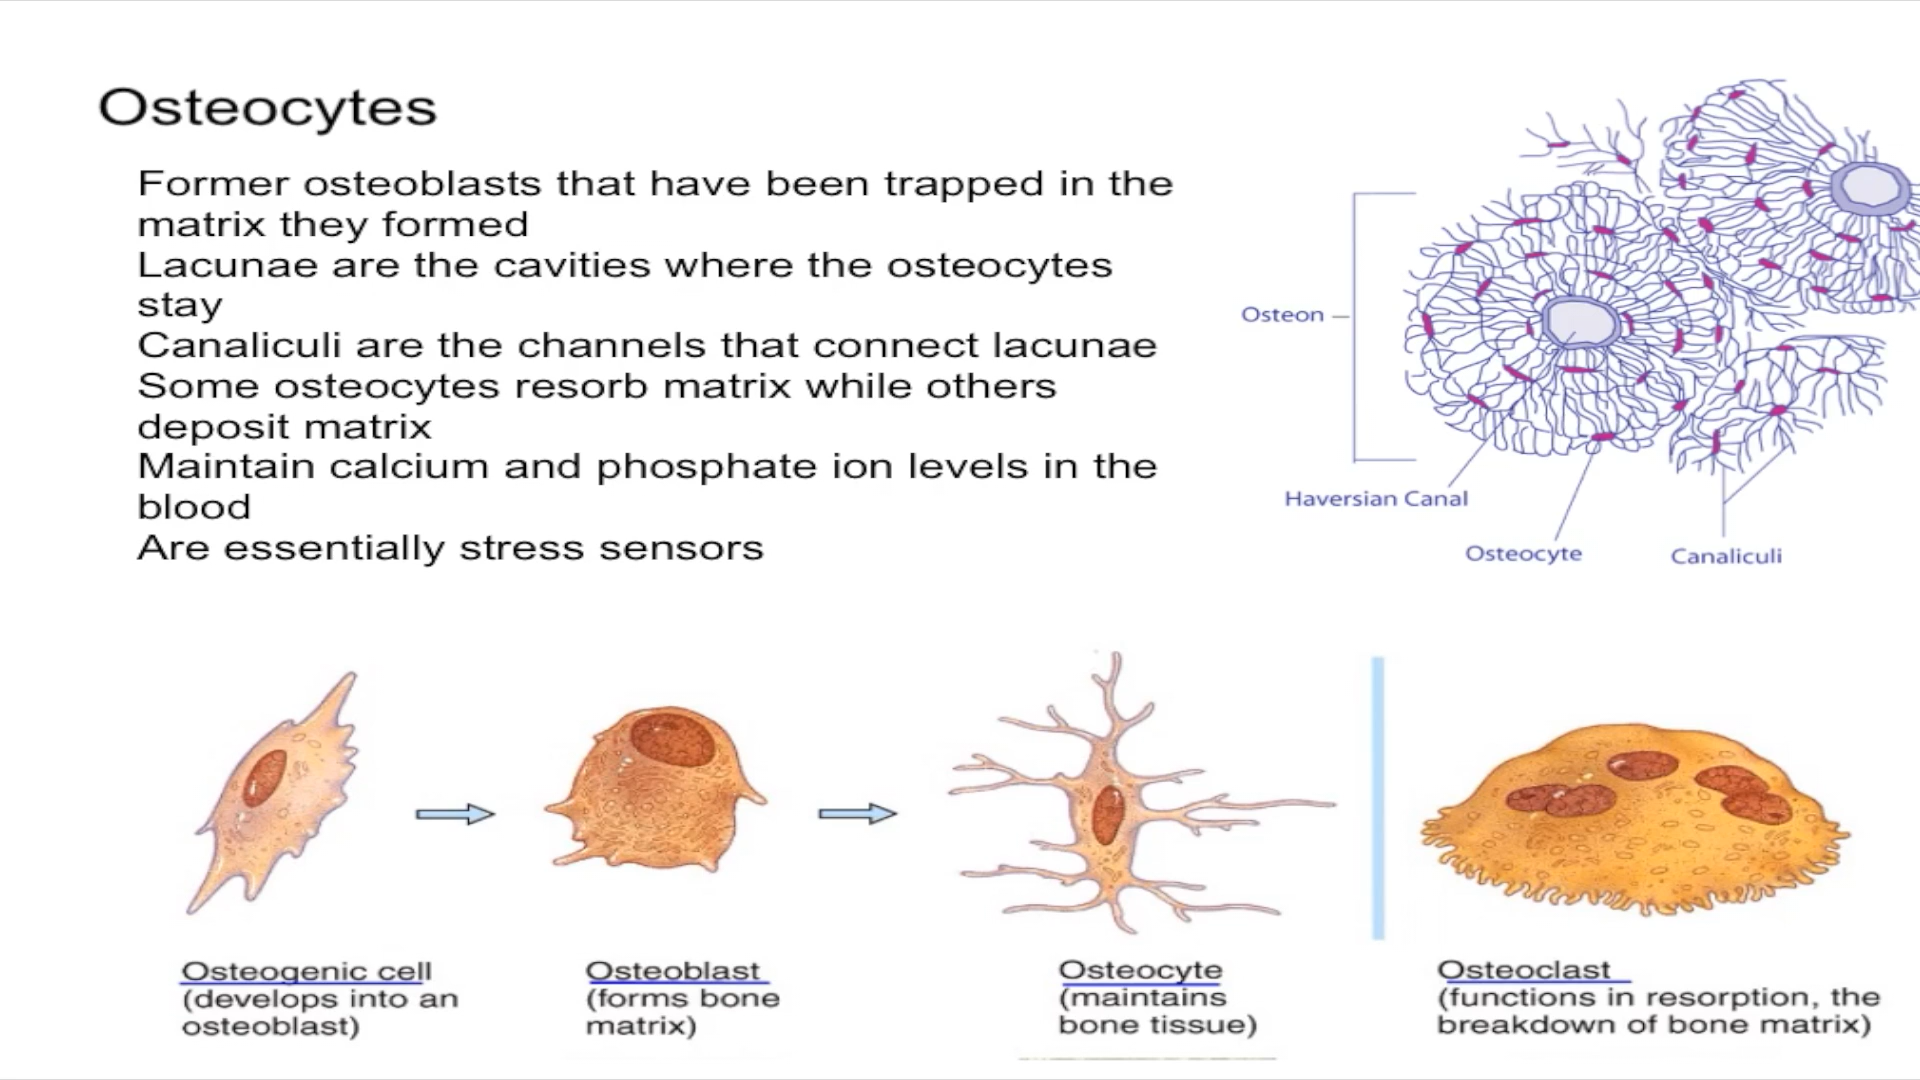 Osteocytes
Former osteoblasts that have been trapped in the
matrix they formed
Lacunae are the cavities where the osteocytes
stay
Canaliculi are the channels that connect lacunae
Some osteocytes resorb matrix while others
deposit matrix
Maintain calcium and phosphate ion levels in the
blood
Are essentially stress sensors
Osteon
Haversian Canal
Osteocyte
Canaliculi
Osteogenic cell
(develops into an
osteoblast)
Osteoblast
(forms bone
matrix)
Osteocyte
(maintains
bone tissue)
Osteoclast
(functions in resorption, the
breakdown of bone matrix)